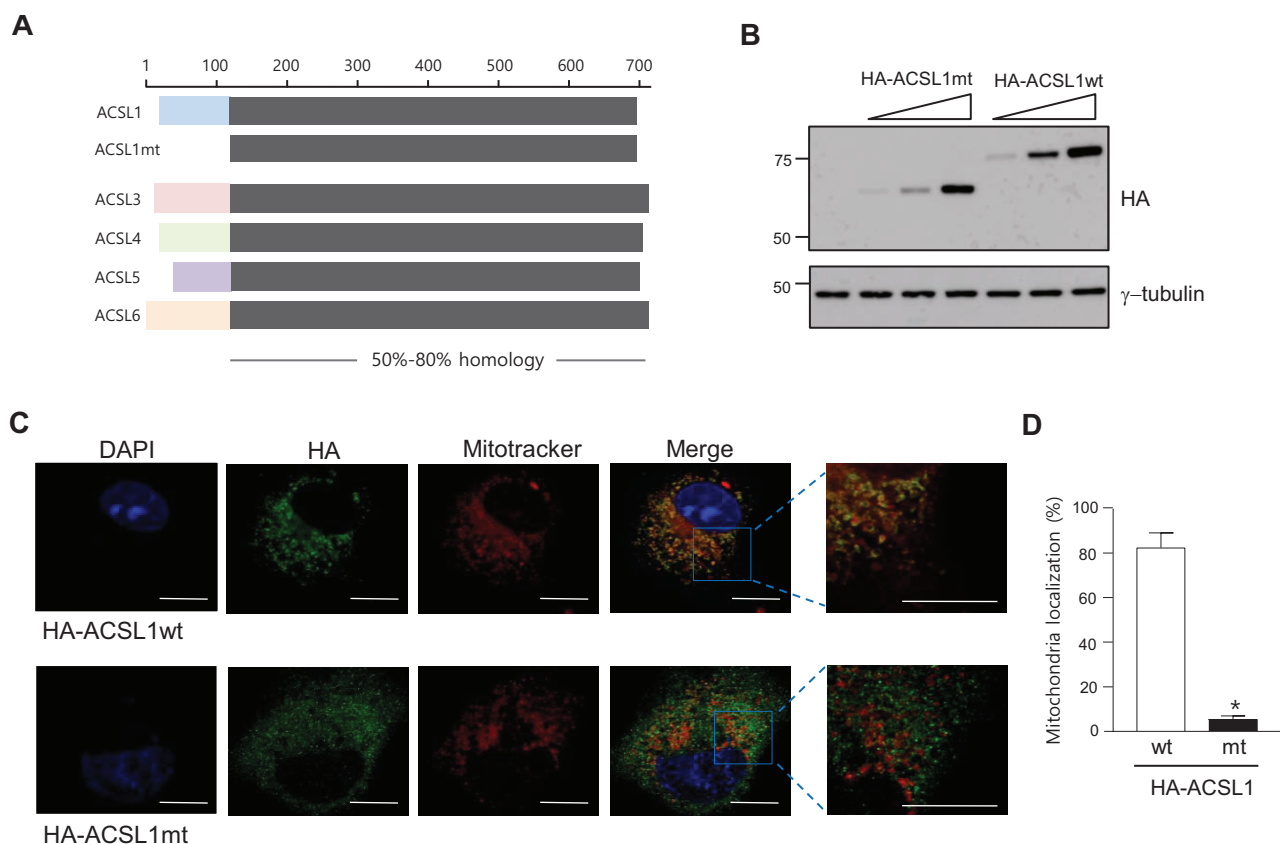 A
1 100 200 300 400 500 600 700
ACSL1
ACSL1mt
ACSL3
ACSL4
ACSL5
ACSL6
50%-80% homology
B
HA-ACSL1mt HA-ACSL1wt
75
50
HA
50
γ–tubulin
C
DAPI HA Mitotracker Merge
HA-ACSL1wt
HA-ACSL1mt
D
Mitochondria localization (%)
100
80
60
40
20
0
*
wt mt
HA-ACSL1